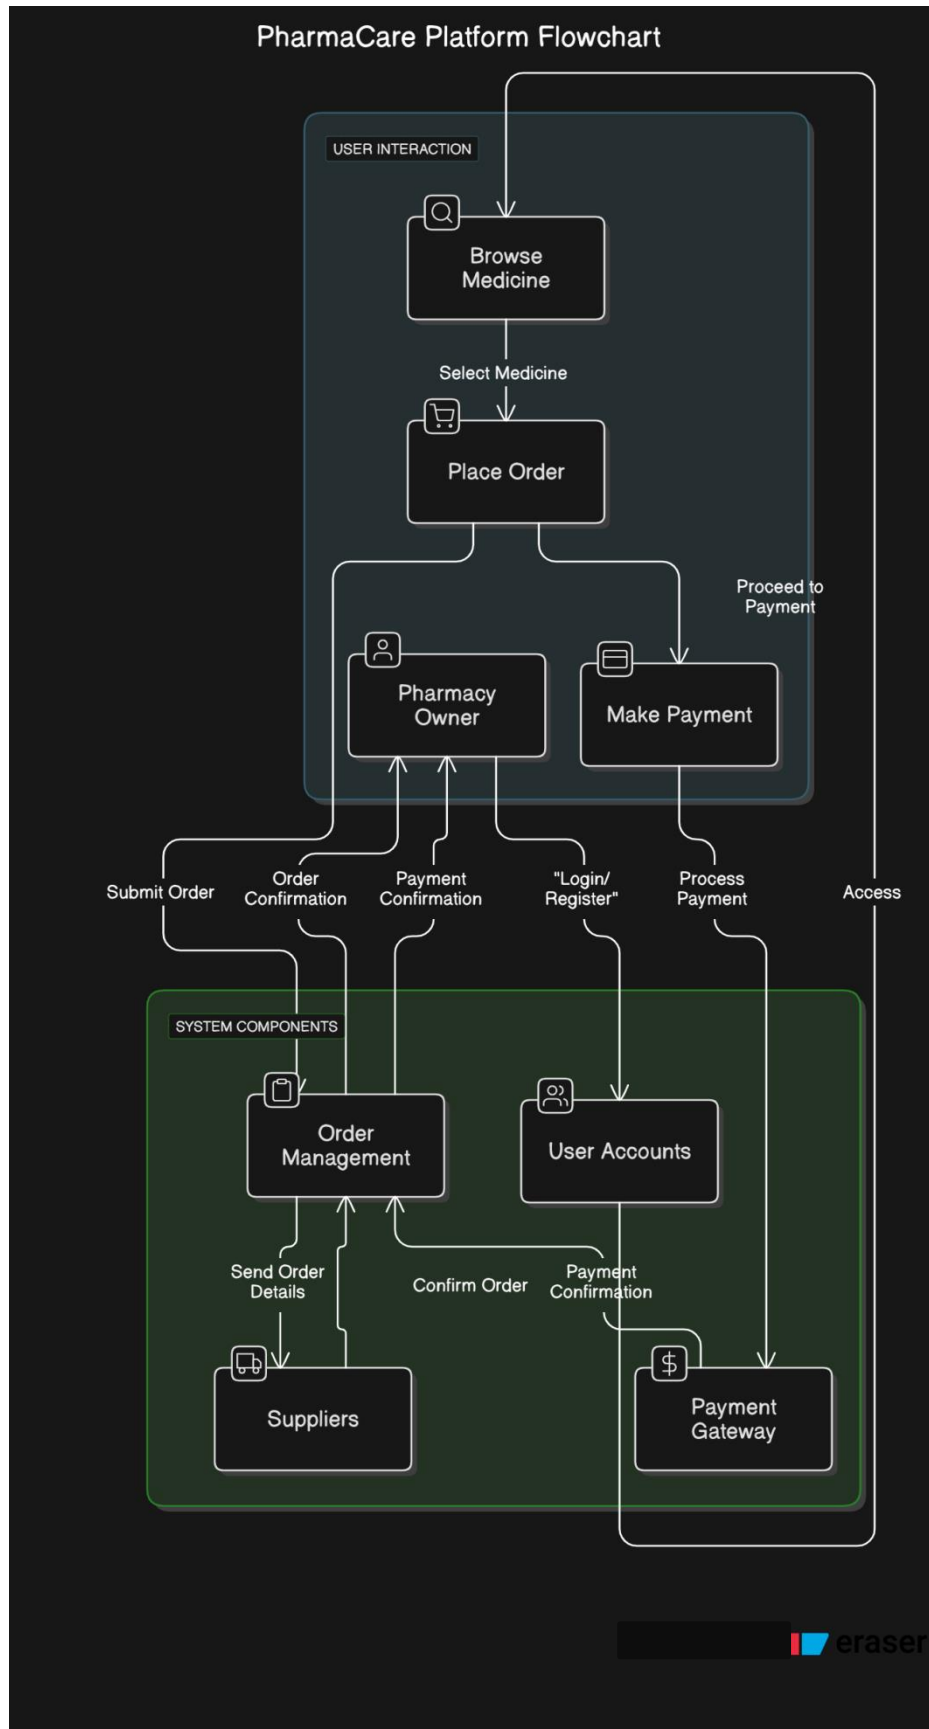 PharmaCare Platform Flowchart
USER INTERACTION
Browse
Medicine
Select Medicine
Place Order
Proceed to
Payment
Pharmacy
Owner
Make Payment
Submit Order
Order
Confirmation
Payment
Confirmation
"Login/
Register"
Process
Payment
Access
SYSTEM COMPONENTS
Order
Management
User Accounts
Send Order
Details
Confirm Order
Payment
Confirmation
Suppliers
Payment
Gateway
eraser